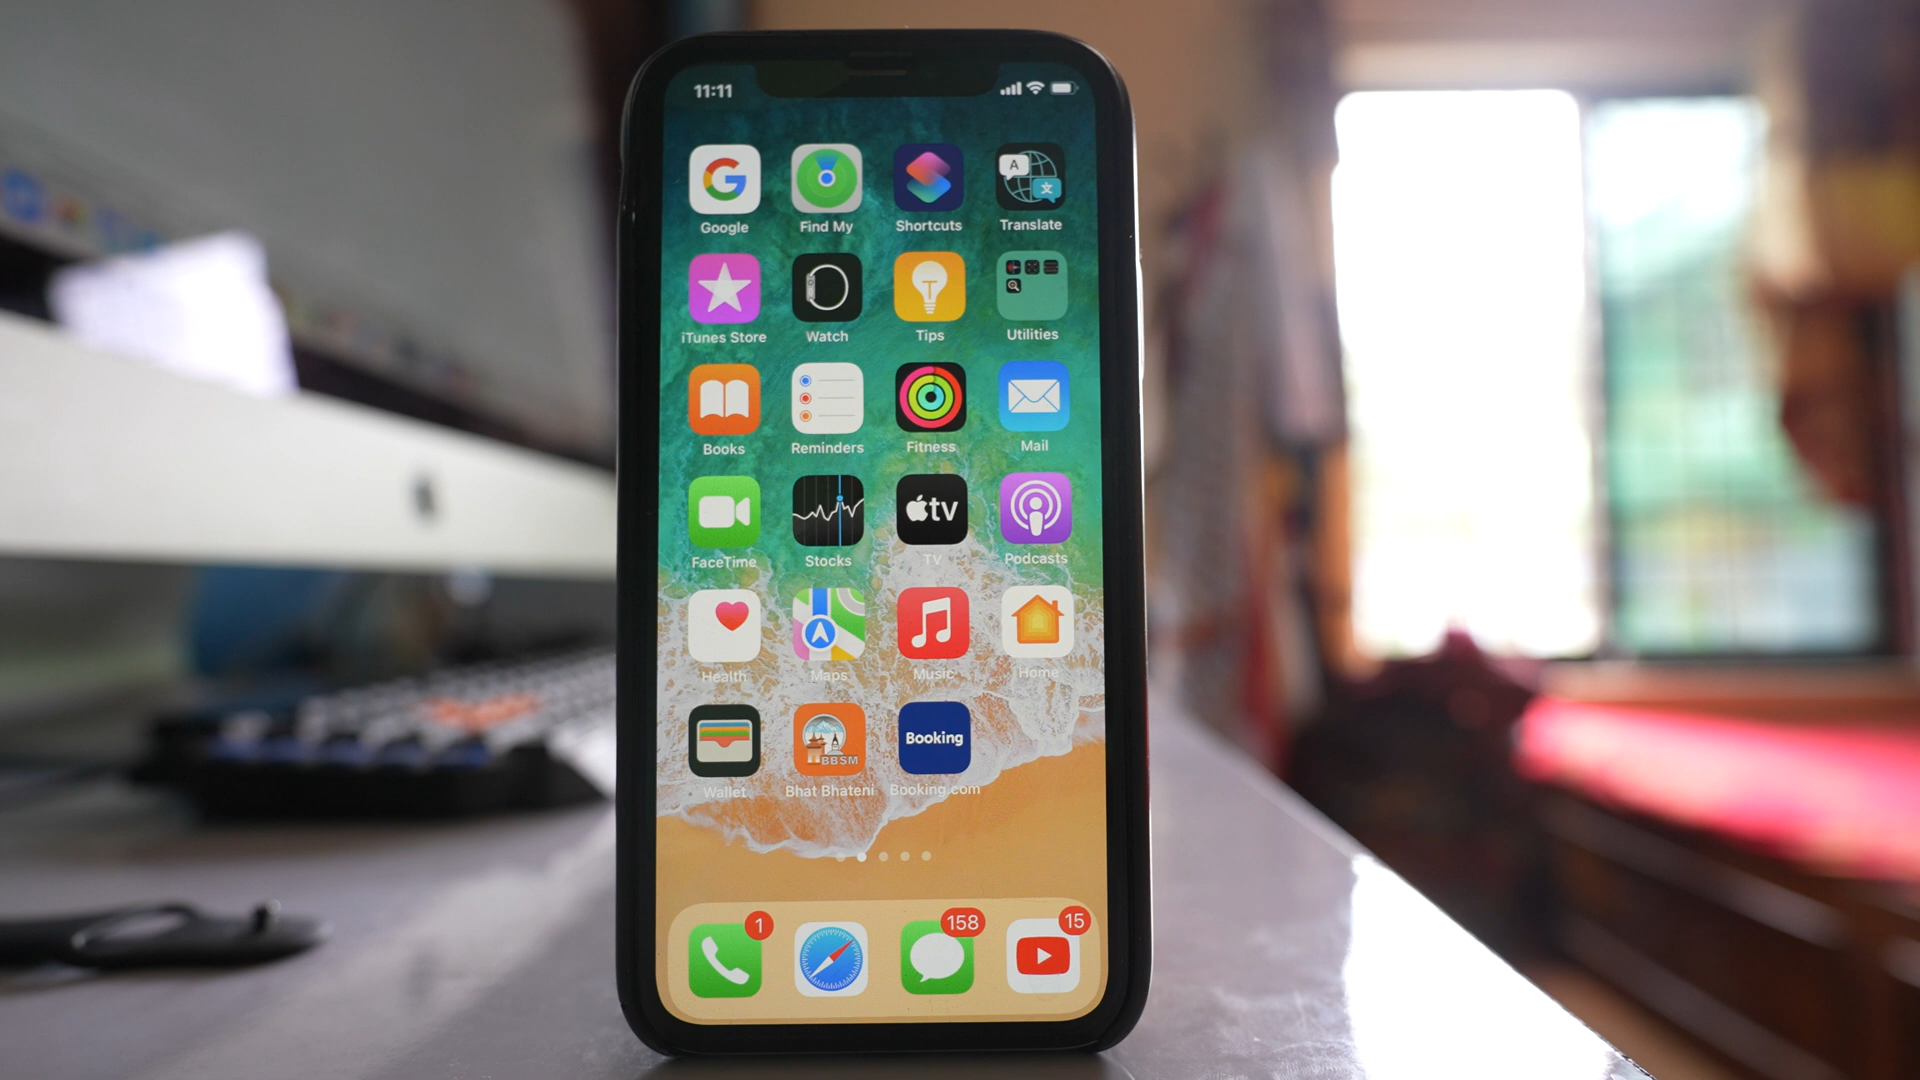 11:11
Google Find My Shortcuts A 文 Translate
iTunes Store Watch Tips Utilities
Books Reminders Fitness Mail
tv
FaceTime Stocks TV Podcasts
Health Maps Music Home
BBSM Booking
Wallet Bhat Bhateni Booking.com
1 158 15